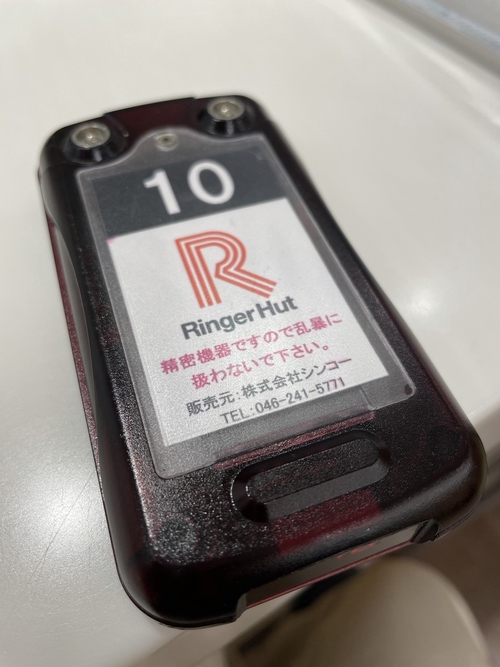 10
RingerHut
精密機器ですので乱暴に
扱わないで下さい。
販売元:株式会社シンコー
TEL:046-241-5771